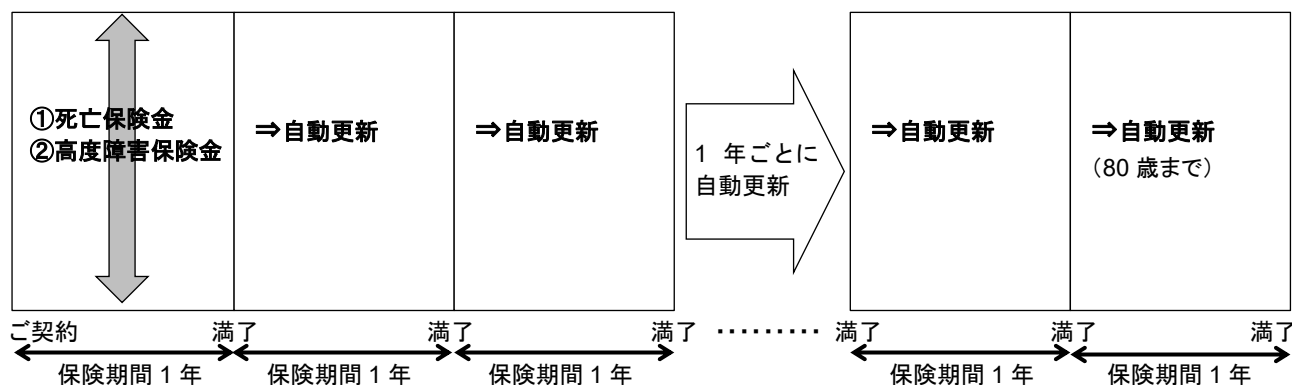 ①死亡保険金
②高度障害保険金
⇒自動更新
⇒自動更新
1 年ごとに
自動更新
⇒自動更新
⇒自動更新
（80 歳まで）
ご契約
満了
満了
満了
………
満了
満了
保険期間 1 年
保険期間 1 年
保険期間 1 年
保険期間 1 年
保険期間 1 年